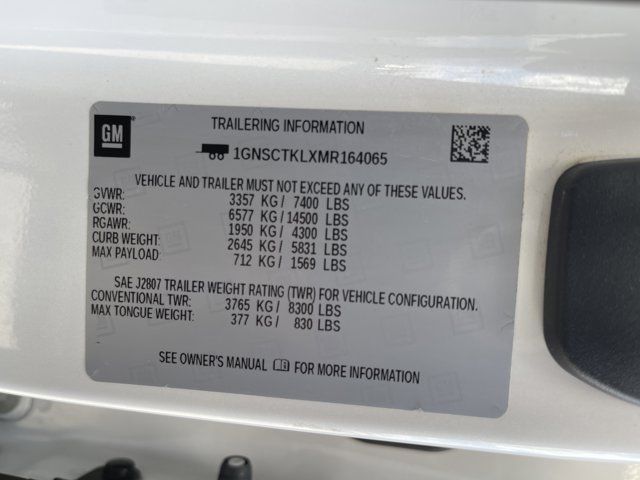 GM
TRAILERING INFORMATION
1GNSCTKLXMR164065
VEHICLE AND TRAILER MUST NOT EXCEED ANY OF THESE VALUES.
GVWR: 3357 KG/ 7400 LBS
GCWR: 6577 KG/14500 LBS
RGAWR: 1950 KG/ 4300 LBS
CURB WEIGHT: 2645 KG/ 5831 LBS
MAX PAYLOAD: 712 KG/ 1569 LBS
SAE J2807 TRAILER WEIGHT RATING (TWR) FOR VEHICLE CONFIGURATION.
CONVENTIONAL TWR: 3765 KG/ 8300 LBS
MAX TONGUE WEIGHT: 377 KG/ 830 LBS
SEE OWNER'S MANUAL FOR MORE INFORMATION